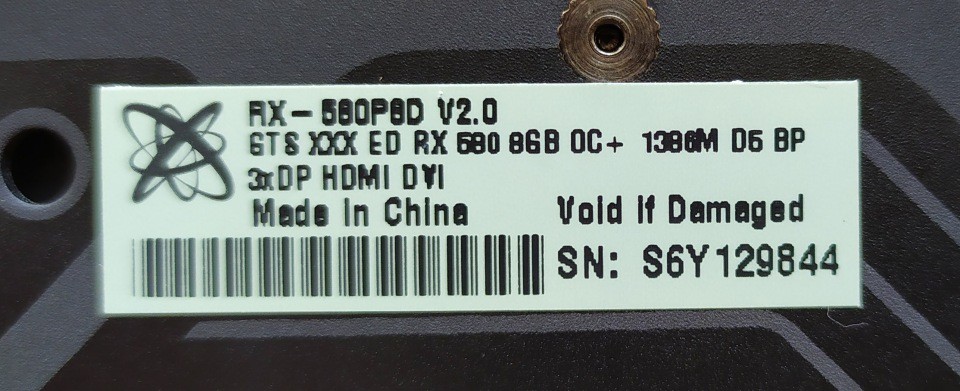 RX-580P8D V2.0
GTS XXX ED RX 580 8GB OC+ 1386M D5 BP
3xDP HDMI DVI
Made in China Void if Damaged
SN: S6Y129844